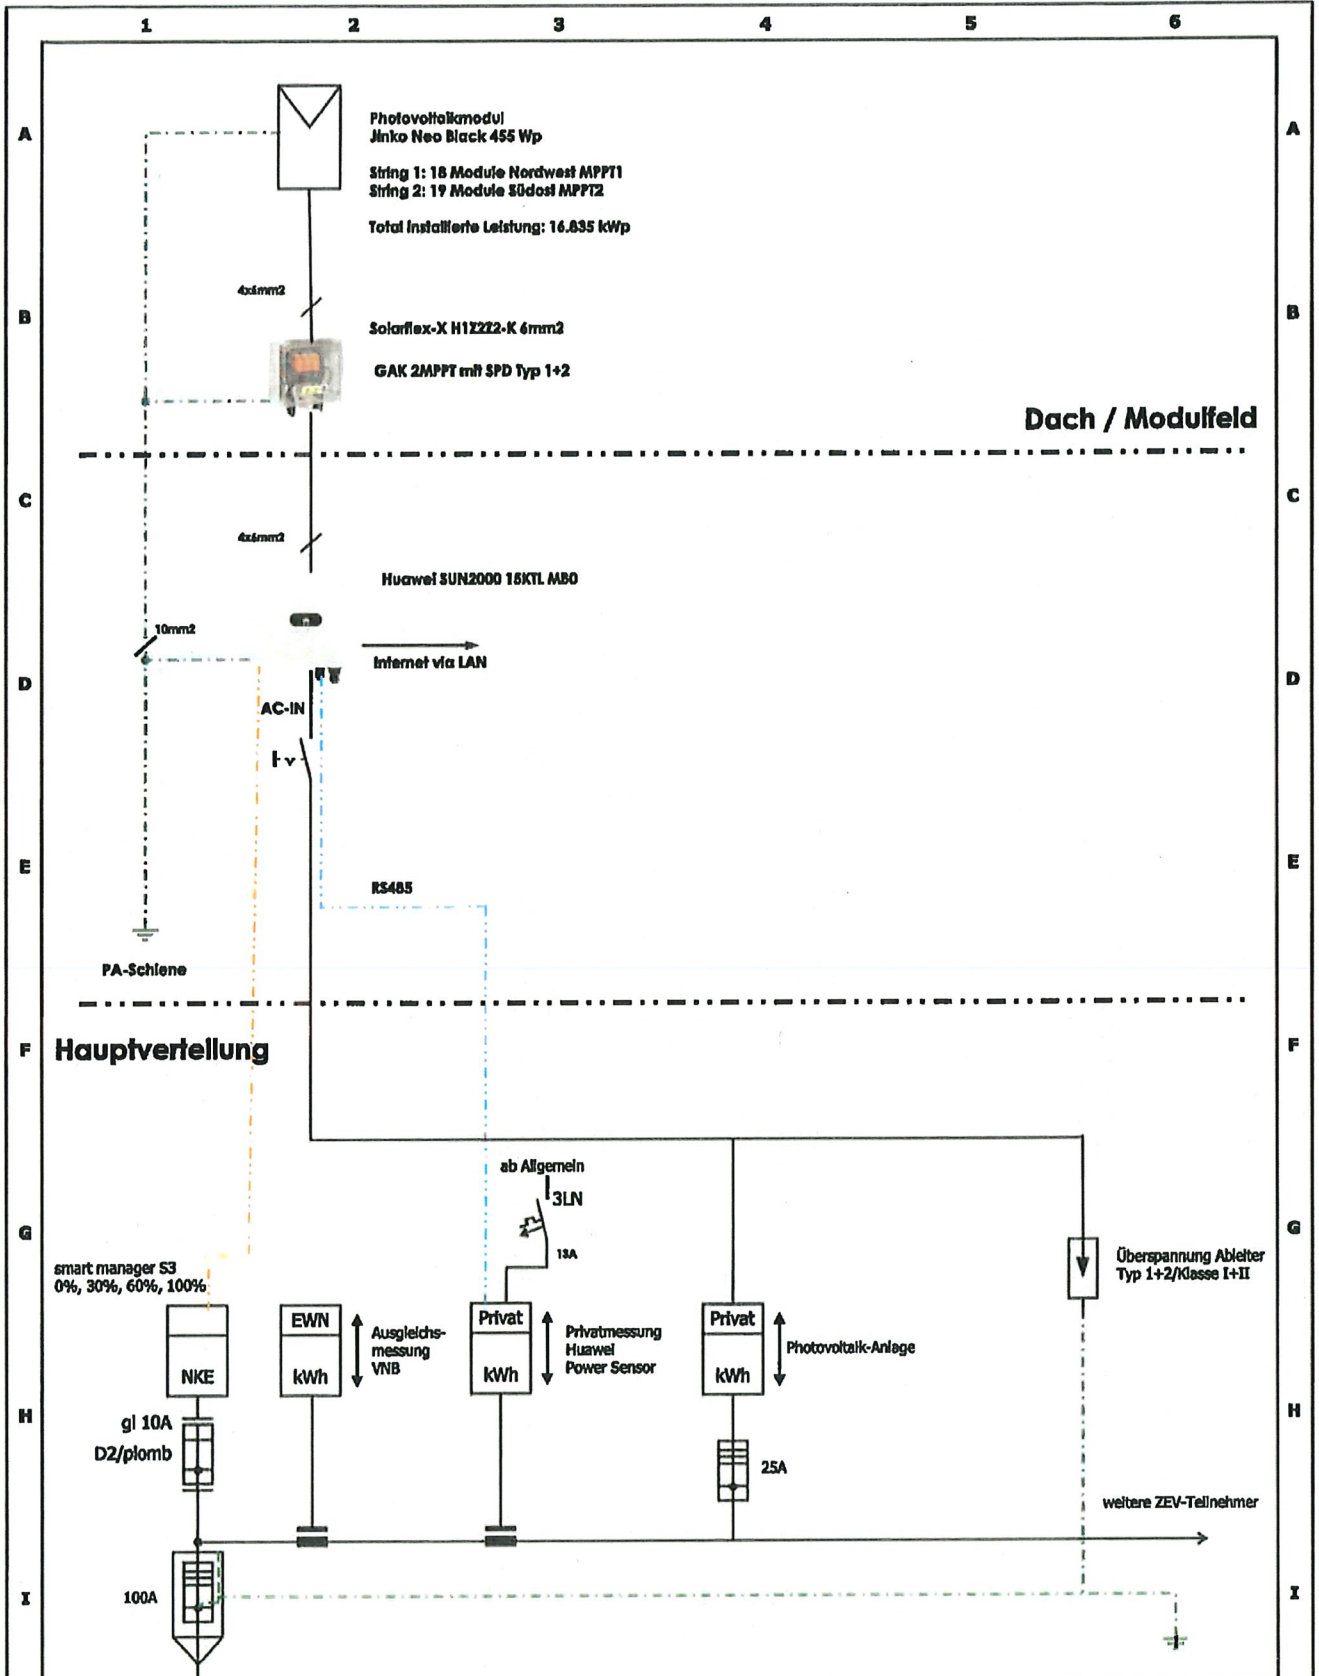 1 2 3 4 5 6
A A
Photovoltaikmodul
Jinko Neo Black 455 Wp
String 1: 18 Module Nordwest MPPT1
String 2: 19 Module Südost MPPT2
Total installierte Leistung: 16.835 kWp
4x6mm2
B B
Solarflex-X H1Z2Z2-K 6mm2
GAK 2MPPT mit SPD Typ 1+2
Dach / Modulfeld
C C
4x6mm2
Huawei SUN2000 15KTL MB0
10mm2
Internet via LAN
D D
AC-IN
E E
RS485
PA-Schiene
F F
Hauptverteilung
ab Allgemein
3LN
G G
13A
smart manager S3
0%, 30%, 60%, 100%
Überspannung Ableiter
Typ 1+2/Klasse I+II
EWN
Privat
Privat
Ausgleichs-
messung
VNB
Privatmessung
Huawei
Power Sensor
Photovoltaik-Anlage
NKE
kWh
kWh
kWh
H H
gl 10A
D2/plomb
25A
weitere ZEV-Teilnehmer
I I
100A